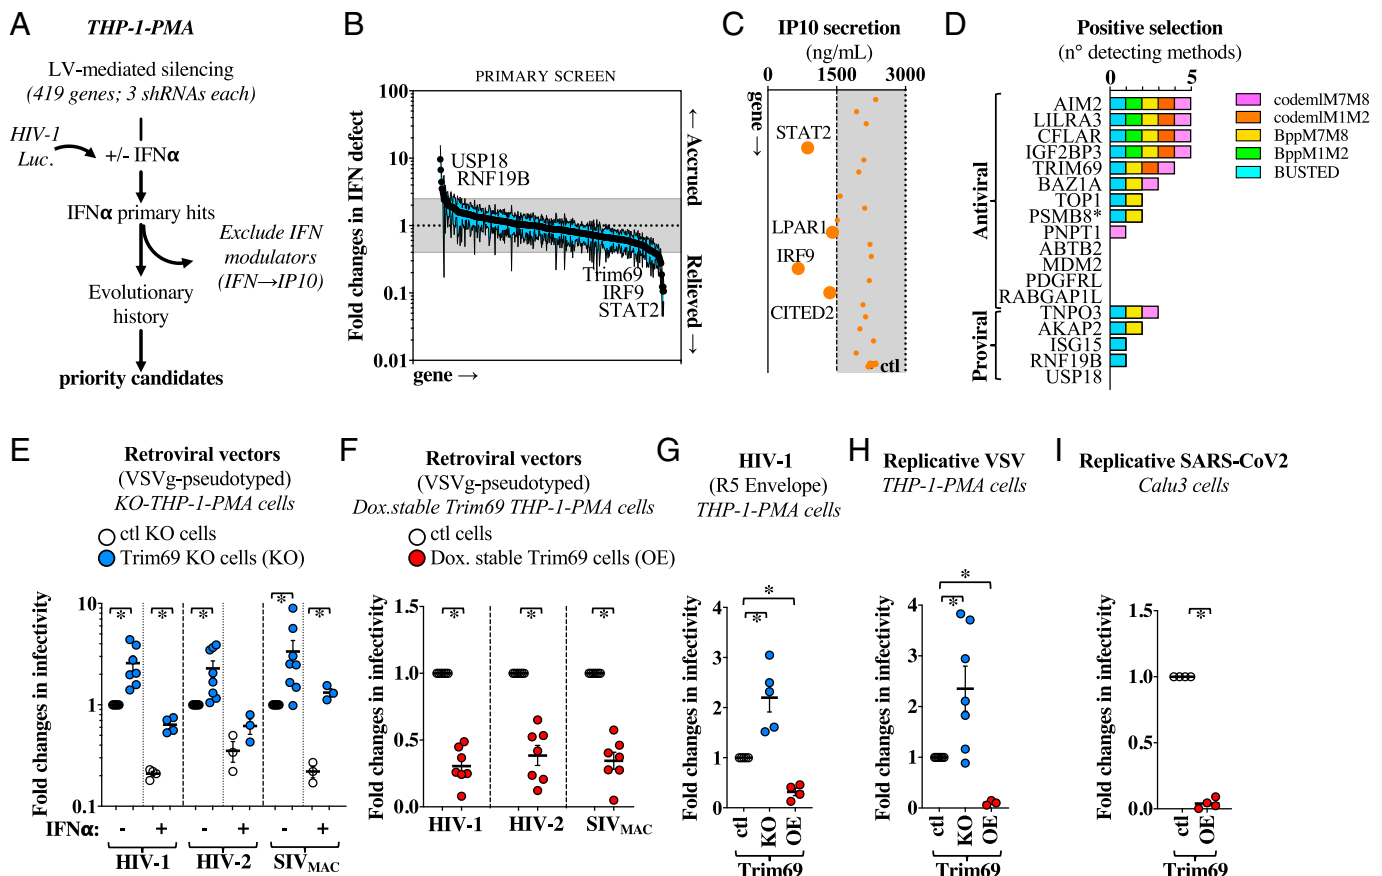 A
THP-1-PMA
LV-mediated silencing
(419 genes; 3 shRNAs each)
HIV-1
Luc.
+/- IFNα
IFNα primary hits
Exclude IFN
modulators
(IFN→IP10)
Evolutionary
history
priority candidates
B
PRIMARY SCREEN
Fold changes in IFN defect
100
10
1
0.1
0.01
USP18
RNF19B
Trim69
IRF9
STAT2
gene →
← Accrued
Relieved →
C
IP10 secretion
(ng/mL)
0 1500 3000
gene →
STAT2
LPAR1
IRF9
CITED2
ctl
D
Positive selection
(n° detecting methods)
0 5
Antiviral
AIM2
LILRA3
CFLAR
IGF2BP3
TRIM69
BAZ1A
TOP1
PSMB8*
PNPT1
ABTB2
MDM2
PDGFRL
RABGAP1L
Proviral
TNPO3
AKAP2
ISG15
RNF19B
USP18
codemlM7M8
codemlM1M2
BppM7M8
BppM1M2
BUSTED
E
Retroviral vectors
(VSVg-pseudotyped)
KO-THP-1-PMA cells
ctl KO cells
Trim69 KO cells (KO)
Fold changes in infectivity
10
1
0.1
* * * * *
IFNα: - + - + - +
HIV-1 HIV-2 SIVMAC
F
Retroviral vectors
(VSVg-pseudotyped)
Dox.stable Trim69 THP-1-PMA cells
ctl cells
Dox. stable Trim69 cells (OE)
Fold changes in infectivity
1.5
1.0
0.5
0.0
* * *
HIV-1 HIV-2 SIVMAC
G
HIV-1
(R5 Envelope)
THP-1-PMA cells
Fold changes in infectivity
4
3
2
1
0
*
*
ctl KO OE
Trim69
H
Replicative VSV
THP-1-PMA cells
Fold changes in infectivity
4
3
2
1
0
*
*
ctl KO OE
Trim69
I
Replicative SARS-CoV2
Calu3 cells
Fold changes in infectivity
1.5
1.0
0.5
0.0
*
ctl OE
Trim69